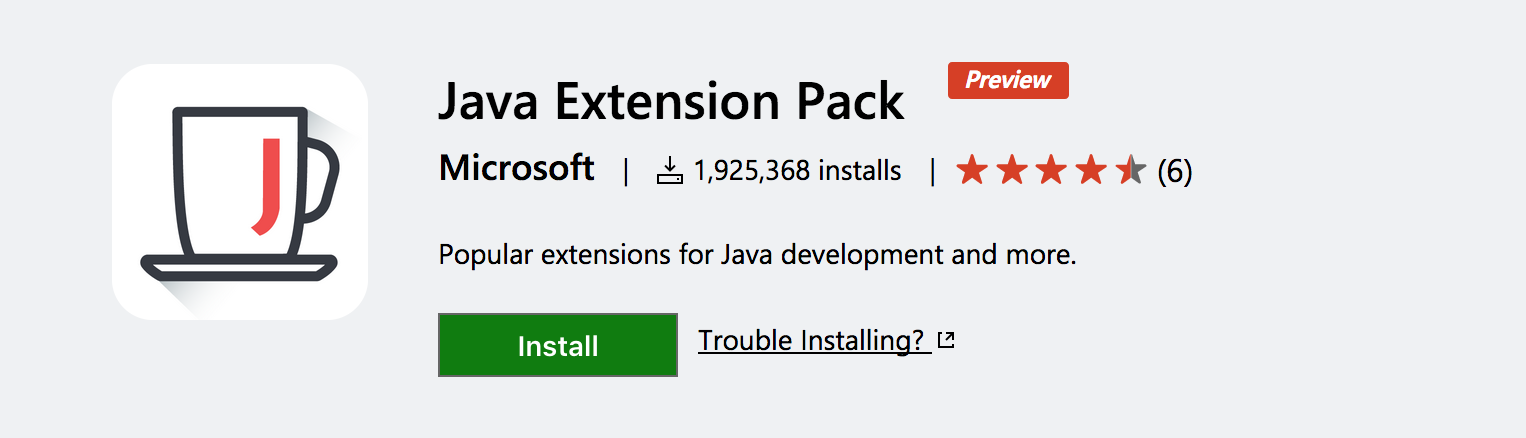 Java Extension Pack Preview
Microsoft | 1,925,368 installs | (6)
Popular extensions for Java development and more.
Install Trouble Installing?